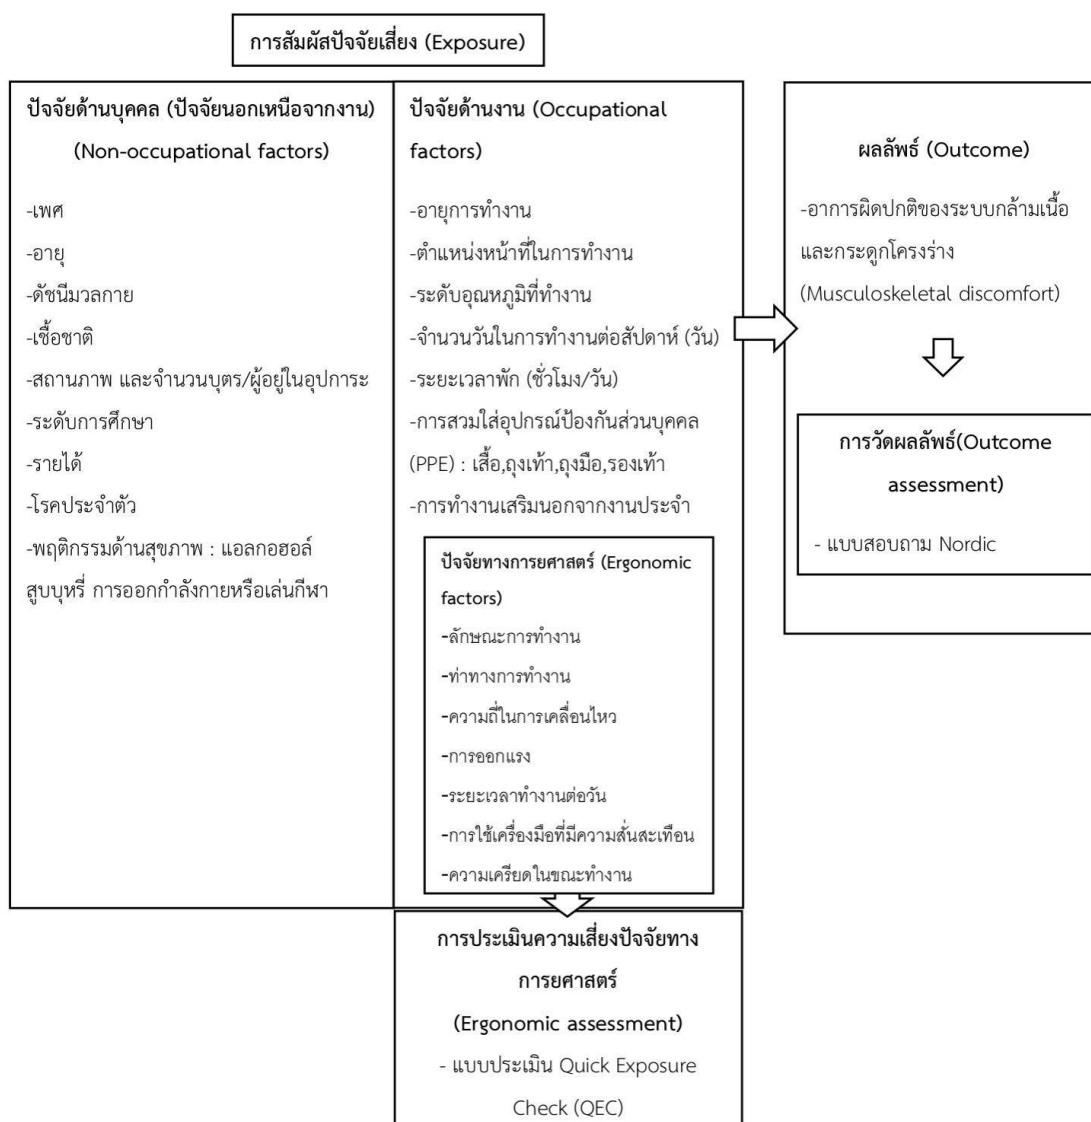 การสัมผัสปัจจัยเสี่ยง (Exposure)
ปัจจัยด้านบุคคล (ปัจจัยนอกเหนือจากงาน)
(Non-occupational factors)
-เพศ
-อายุ
-ดัชนีมวลกาย
-เชื้อชาติ
-สถานภาพ และจำนวนบุตร/ผู้อยู่ในอุปการะ
-ระดับการศึกษา
-รายได้
-โรคประจำตัว
-พฤติกรรมด้านสุขภาพ : แอลกอฮอล์
สูบบุหรี่ การออกกำลังกายหรือเล่นกีฬา
ปัจจัยด้านงาน (Occupational
factors)
-อายุการทำงาน
-ตำแหน่งหน้าที่ในการทำงาน
-ระดับอุณหภูมิที่ทำงาน
-จำนวนวันในการทำงานต่อสัปดาห์ (วัน)
-ระยะเวลาพัก (ชั่วโมง/วัน)
-การสวมใส่อุปกรณ์ป้องกันส่วนบุคคล
(PPE) : เสื้อ,ถุงเท้า,ถุงมือ,รองเท้า
-การทำงานเสริมนอกจากงานประจำ
ปัจจัยทางการยศาสตร์ (Ergonomic
factors)
-ลักษณะการทำงาน
-ท่าทางการทำงาน
-ความถี่ในการเคลื่อนไหว
-การออกแรง
-ระยะเวลาทำงานต่อวัน
-การใช้เครื่องมือที่มีความสั่นสะเทือน
-ความเครียดในขณะทำงาน
การประเมินความเสี่ยงปัจจัยทาง
การยศาสตร์
(Ergonomic assessment)
- แบบประเมิน Quick Exposure
Check (QEC)
ผลลัพธ์ (Outcome)
-อาการผิดปกติของระบบกล้ามเนื้อ
และกระดูกโครงร่าง
(Musculoskeletal discomfort)
การวัดผลลัพธ์(Outcome
assessment)
- แบบสอบถาม Nordic